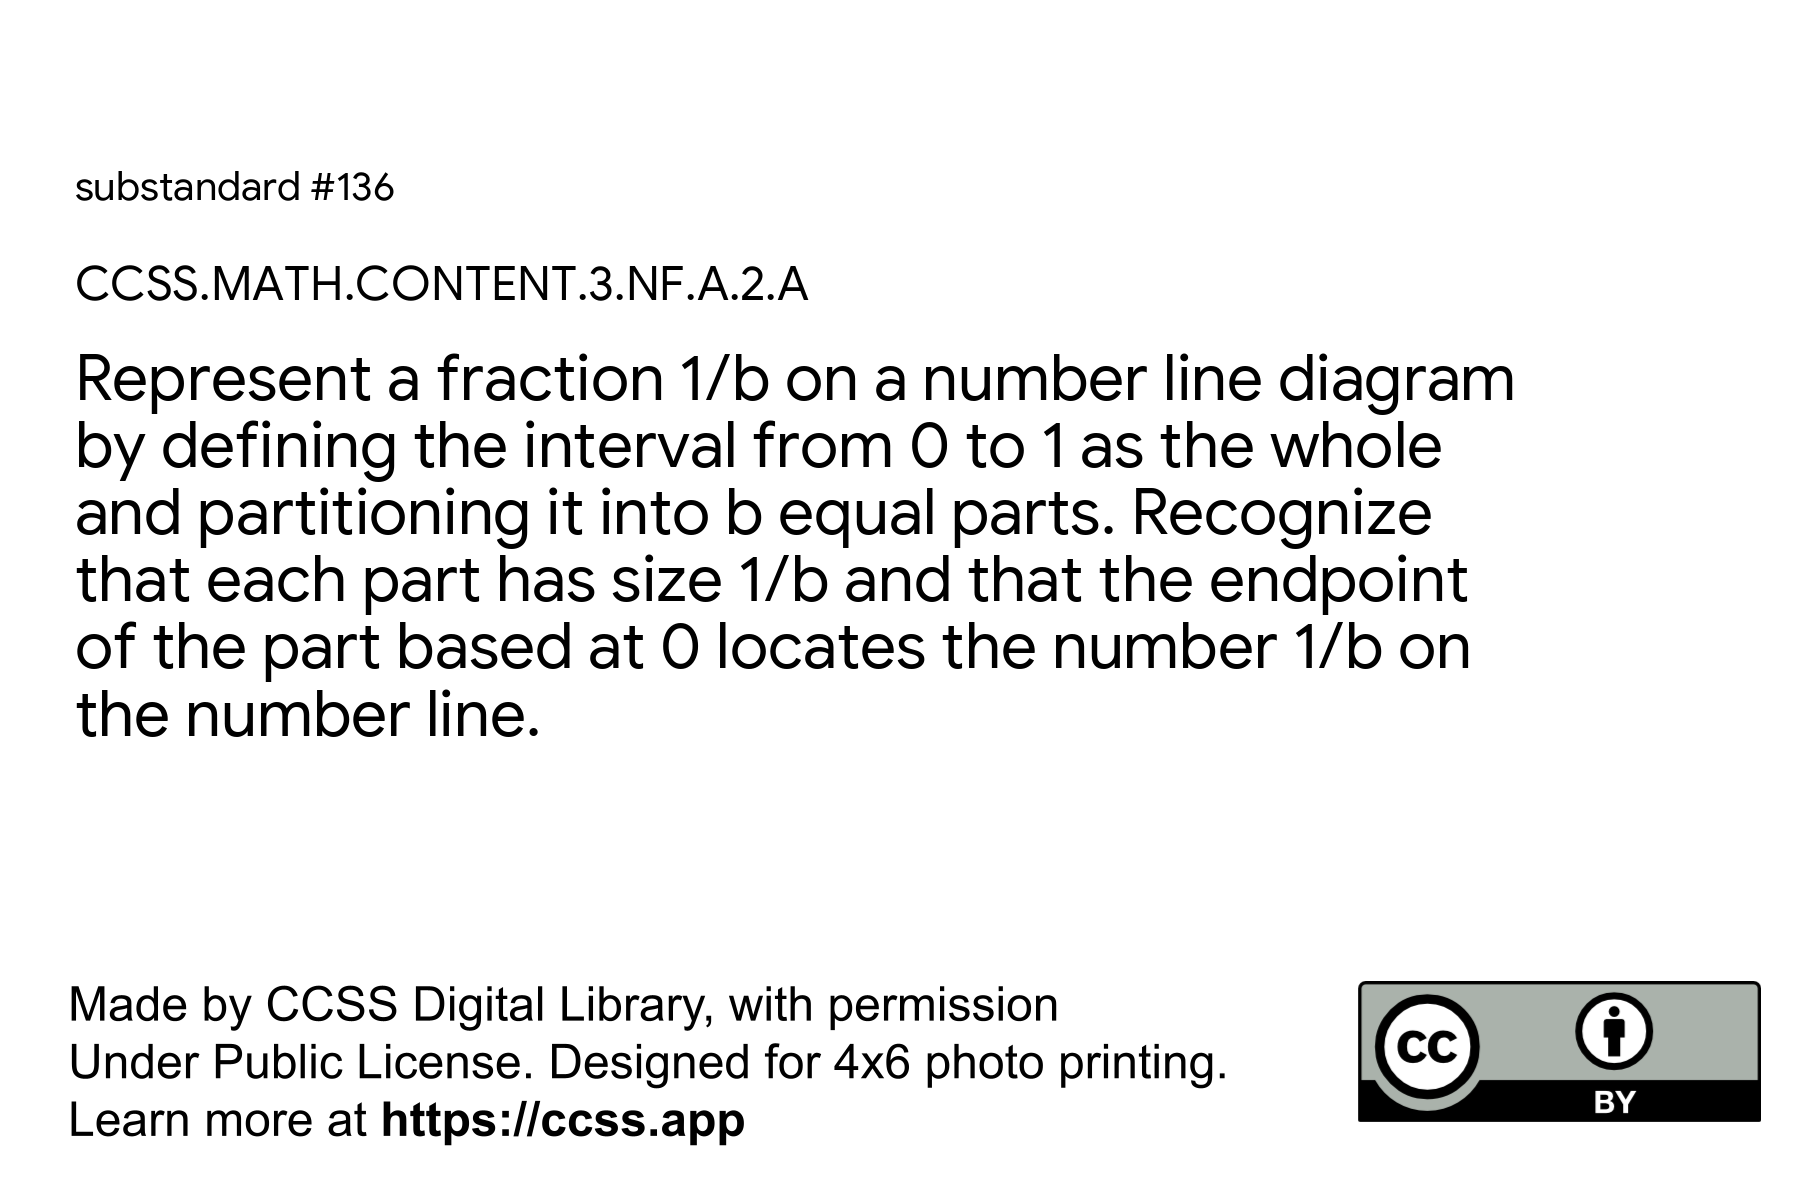 substandard #136
CCSS.MATH.CONTENT.3.NF.A.2.A
Represent a fraction 1/b on a number line diagram
by defining the interval from 0 to 1 as the whole
and partitioning it into b equal parts. Recognize
that each part has size 1/b and that the endpoint
of the part based at 0 locates the number 1/b on
the number line.
Made by CCSS Digital Library, with permission
Under Public License. Designed for 4x6 photo printing.
Learn more at https://ccss.app
cc
BY